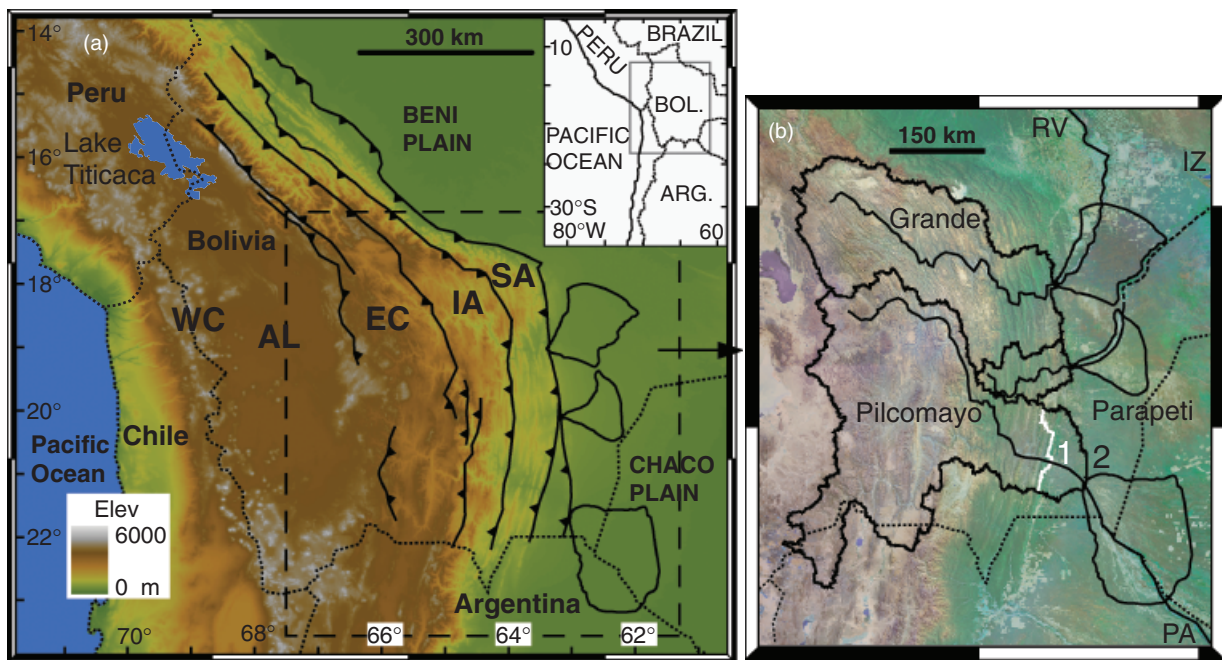 14°
(a)
300 km
10
PERU
BRAZIL
Peru
BENI
PLAIN
BOL.
Lake
Titicaca
16°
PACIFIC
OCEAN
ARG.
30°S
80°W
60
Bolivia
18°
SA
WC
AL
EC
IA
20°
Chile
Pacific
Ocean
CHACO
PLAIN
Elev
6000
0 m
22°
Argentina
70°
68°
66°
64°
62°
(b)
150 km
RV
IZ
Grande
Pilcomayo
Parapeti
1
2
PA